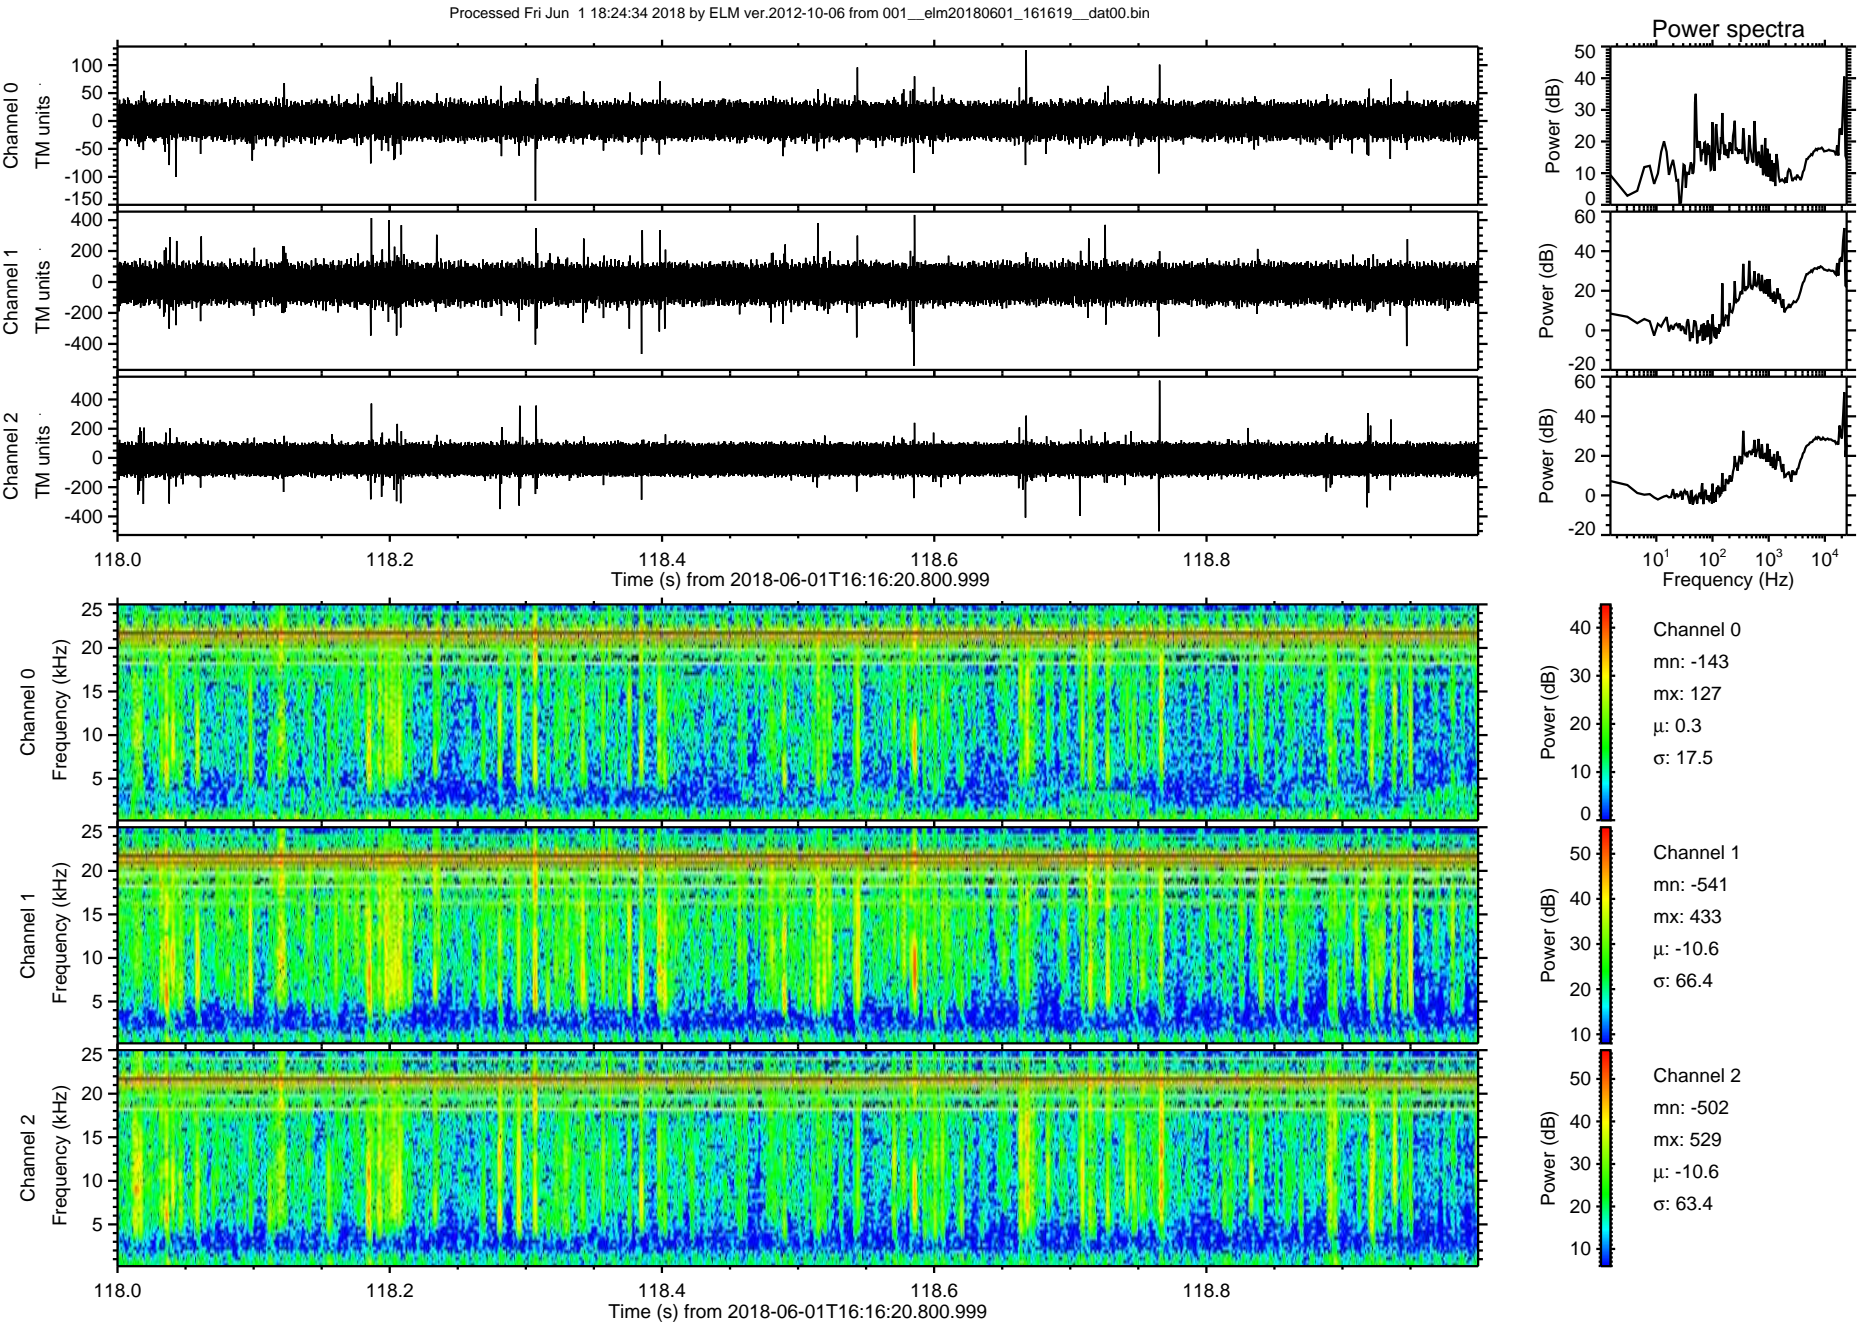 Processed Fri Jun  1 18:24:34 2018 by ELM ver.2012-10-06 from 001__elm20180601_161619__dat00.bin
Power spectra
Channel 0
TM units
100
50
0
-50
-100
-150
Power (dB)
50
40
30
20
10
0
Channel 1
TM units
400
200
0
-200
-400
Power (dB)
60
40
20
0
-20
Channel 2
TM units
400
200
0
-200
-400
Power (dB)
60
40
20
0
-20
118.0 118.2 118.4 118.6 118.8
Time (s) from 2018-06-01T16:16:20.800.999
10^1 10^2 10^3 10^4
Frequency (Hz)
Channel 0
Frequency (kHz)
25
20
15
10
5
Power (dB)
40
30
20
10
0
Channel 0
mn: -143
mx: 127
µ: 0.3
σ: 17.5
Channel 1
Frequency (kHz)
25
20
15
10
5
Power (dB)
50
40
30
20
10
Channel 1
mn: -541
mx: 433
µ: -10.6
σ: 66.4
Channel 2
Frequency (kHz)
25
20
15
10
5
Power (dB)
50
40
30
20
10
Channel 2
mn: -502
mx: 529
µ: -10.6
σ: 63.4
118.0 118.2 118.4 118.6 118.8
Time (s) from 2018-06-01T16:16:20.800.999